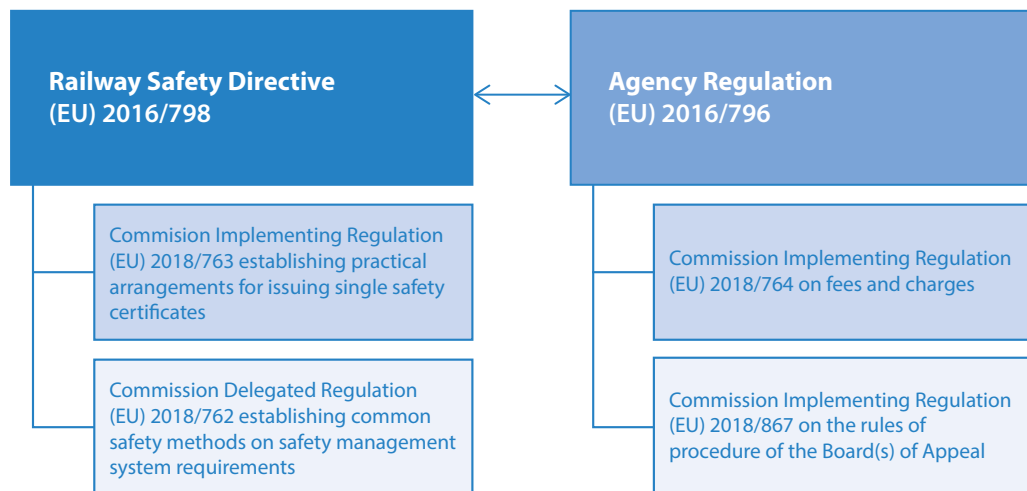 Railway Safety Directive
(EU) 2016/798
Agency Regulation
(EU) 2016/796
Commision Implementing Regulation
(EU) 2018/763 establishing practical
arrangements for issuing single safety
certificates
Commission Implementing Regulation
(EU) 2018/764 on fees and charges
Commission Delegated Regulation
(EU) 2018/762 establishing common
safety methods on safety management
system requirements
Commission Implementing Regulation
(EU) 2018/867 on the rules of
procedure of the Board(s) of Appeal